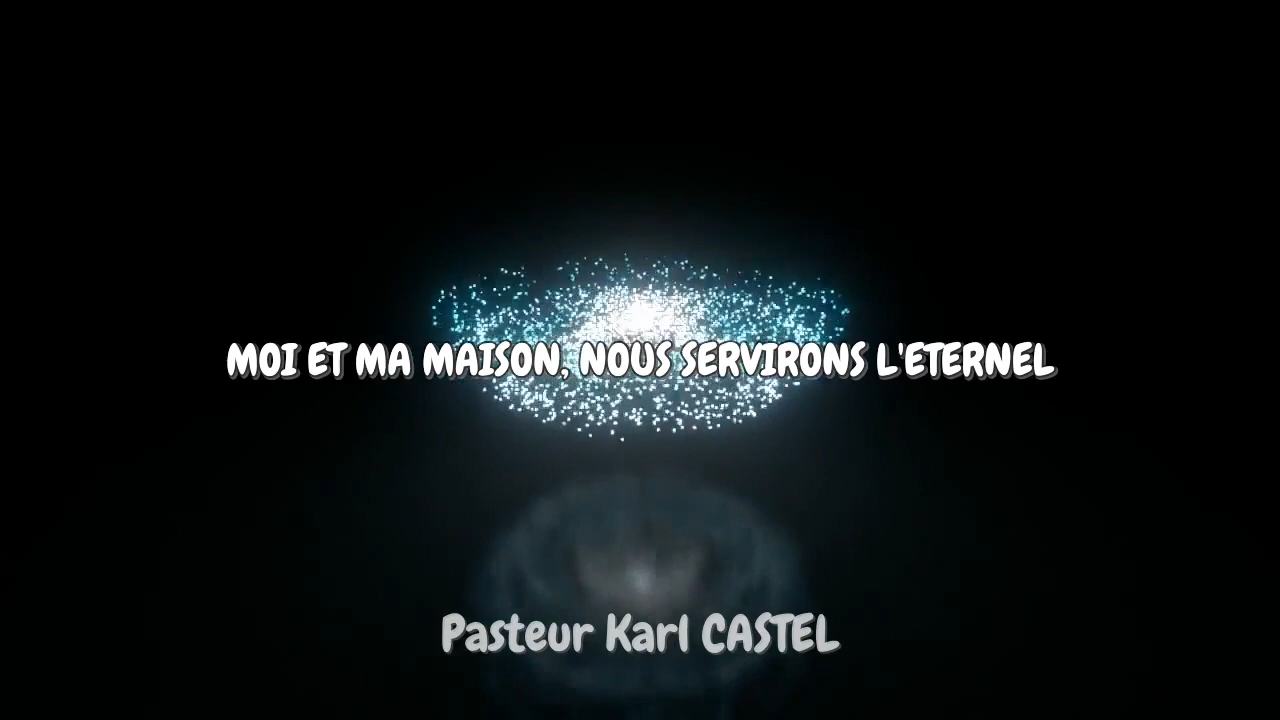 MOI ET MA MAISON, NOUS SERVIRONS L'ETERNEL
Pasteur Karl CASTEL